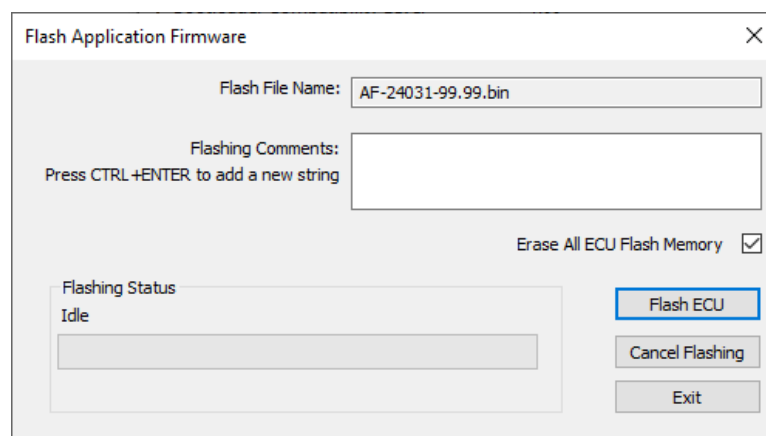 Flash Application Firmware
Flash File Name:
AF-24031-99.99.bin
Flashing Comments:
Press CTRL+ENTER to add a new string
Erase All ECU Flash Memory
Flashing Status
Idle
Flash ECU
Cancel Flashing
Exit